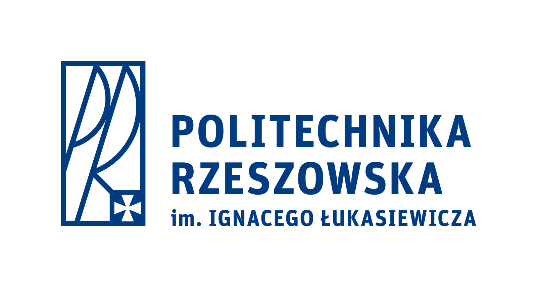 POLITECHNIKA
RZESZOWSKA
im. IGNACEGO ŁUKASIEWICZA